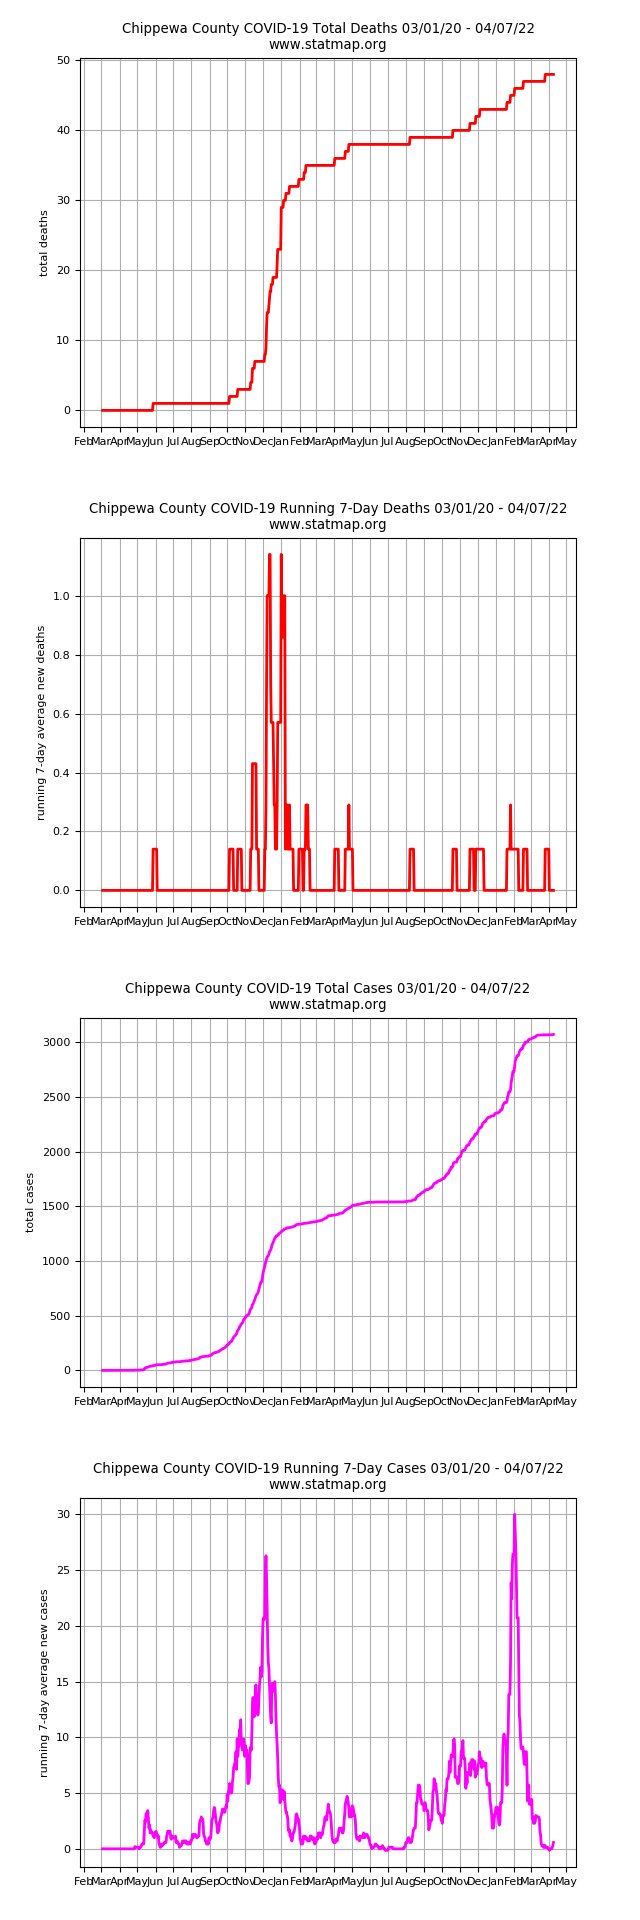 Chippewa County COVID-19 Total Deaths 03/01/20 - 04/07/22
www.statmap.org
50
40
30
20
10
0
total deaths
Feb Mar Apr May Jun Jul Aug Sep Oct Nov Dec Jan Feb Mar Apr May Jun Jul Aug Sep Oct Nov Dec Jan Feb Mar Apr May
Chippewa County COVID-19 Running 7-Day Deaths 03/01/20 - 04/07/22
www.statmap.org
1.0
0.8
0.6
0.4
0.2
0.0
running 7-day average new deaths
Feb Mar Apr May Jun Jul Aug Sep Oct Nov Dec Jan Feb Mar Apr May Jun Jul Aug Sep Oct Nov Dec Jan Feb Mar Apr May
Chippewa County COVID-19 Total Cases 03/01/20 - 04/07/22
www.statmap.org
3000
2500
2000
1500
1000
500
0
total cases
Feb Mar Apr May Jun Jul Aug Sep Oct Nov Dec Jan Feb Mar Apr May Jun Jul Aug Sep Oct Nov Dec Jan Feb Mar Apr May
Chippewa County COVID-19 Running 7-Day Cases 03/01/20 - 04/07/22
www.statmap.org
30
25
20
15
10
5
0
running 7-day average new cases
Feb Mar Apr May Jun Jul Aug Sep Oct Nov Dec Jan Feb Mar Apr May Jun Jul Aug Sep Oct Nov Dec Jan Feb Mar Apr May